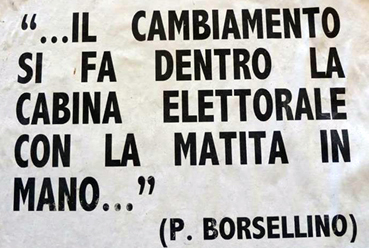 “...IL CAMBIAMENTO
SI FA DENTRO LA
CABINA ELETTORALE
CON LA MATITA IN
MANO...”
(P. BORSELLINO)